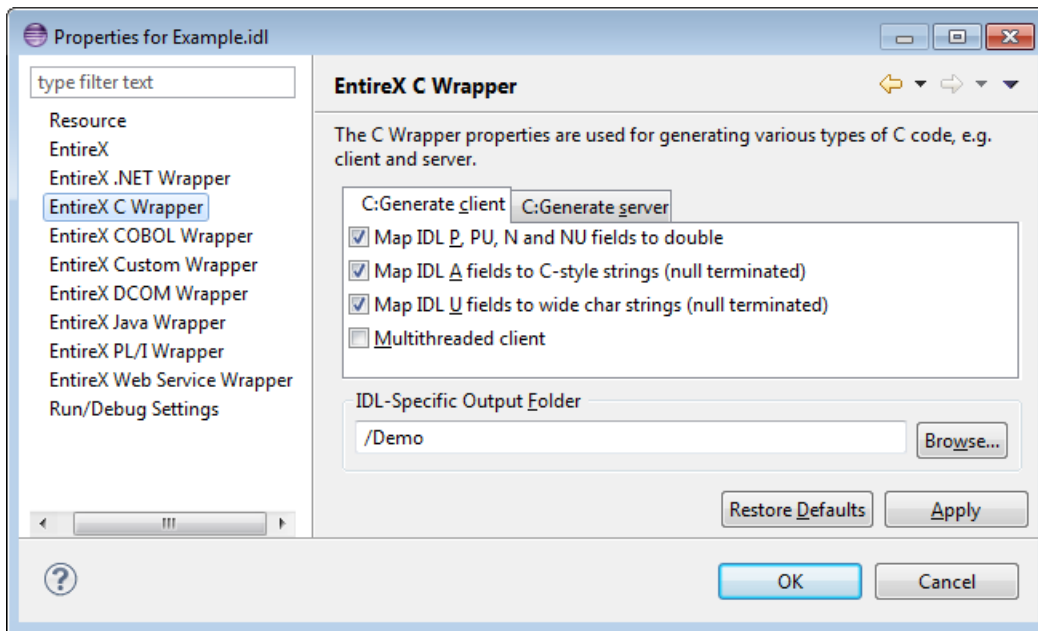 Properties for Example.idl
type filter text
Resource
EntireX
EntireX .NET Wrapper
EntireX C Wrapper
EntireX COBOL Wrapper
EntireX Custom Wrapper
EntireX DCOM Wrapper
EntireX Java Wrapper
EntireX PL/I Wrapper
EntireX Web Service Wrapper
Run/Debug Settings
EntireX C Wrapper
The C Wrapper properties are used for generating various types of C code, e.g.
client and server.
C:Generate client C:Generate server
Map IDL P, PU, N and NU fields to double
Map IDL A fields to C-style strings (null terminated)
Map IDL U fields to wide char strings (null terminated)
Multithreaded client
IDL-Specific Output Folder
/Demo Browse...
Restore Defaults Apply
OK Cancel